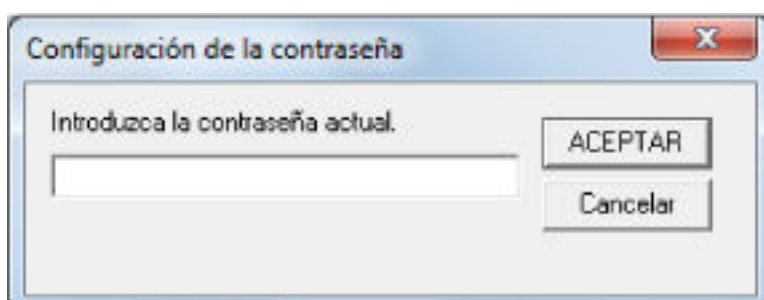 Configuración de la contraseña
Introduzca la contraseña actual.
ACEPTAR
Cancelar